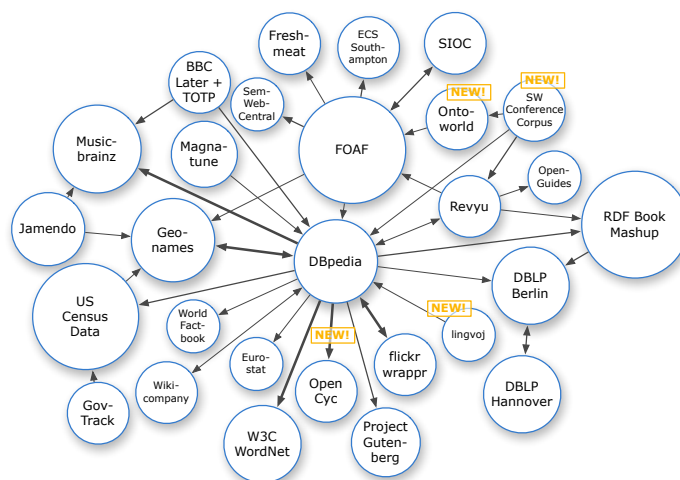 Fresh-
meat
ECS
South-
ampton
SIOC
BBC
Later +
TOTP
Sem-
Web-
Central
NEW!
Onto-
world
NEW!
SW
Conference
Corpus
Music-
brainz
Magna-
tune
FOAF
Open-
Guides
Revyu
RDF Book
Mashup
Jamendo
Geo-
names
DBpedia
DBLP
Berlin
US
Census
Data
World
Fact-
book
NEW!
lingvoj
NEW!
Euro-
stat
flickr
wrappr
Wiki-
company
Open
Cyc
DBLP
Hannover
Gov-
Track
W3C
WordNet
Project
Guten-
berg